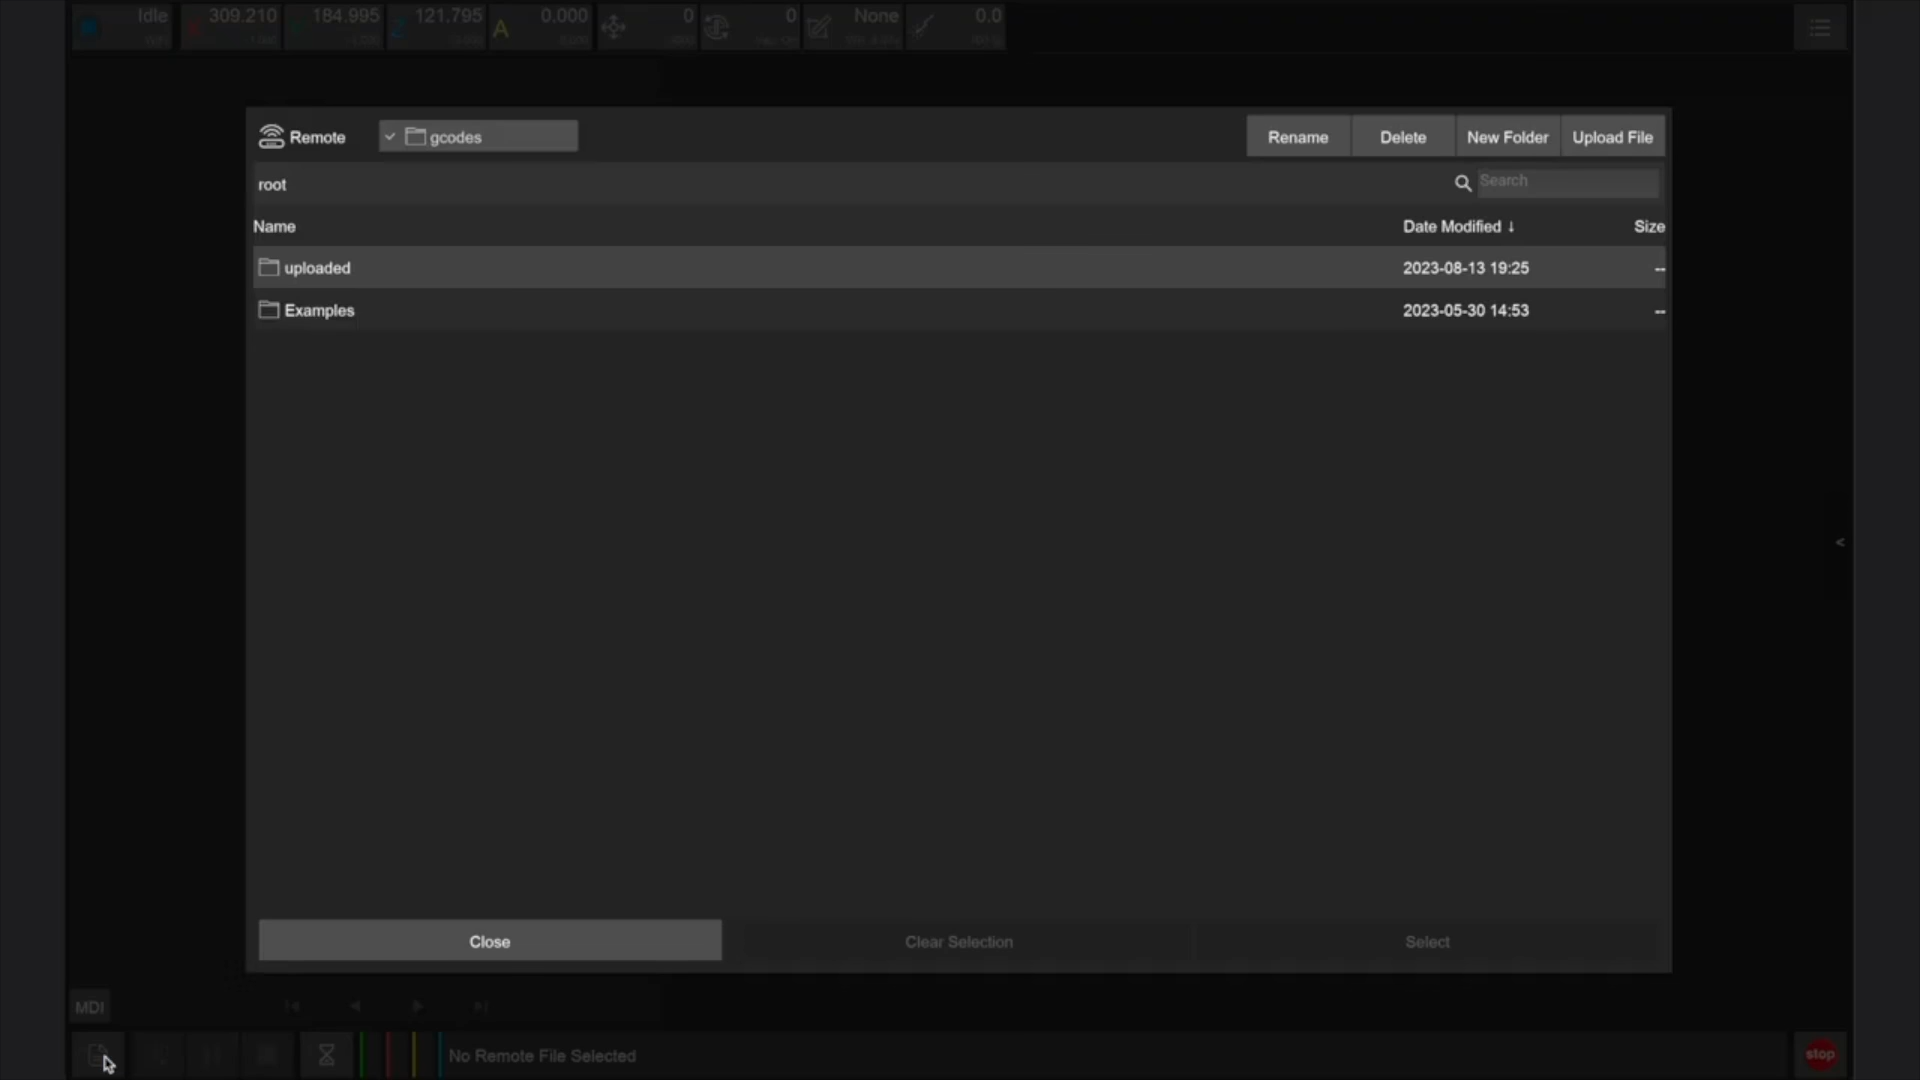 Idle 309.210 184.995 Z 121.795 A 0.000 0 0 None 0.0
Remote gcodes Rename Delete New Folder Upload File
root Search
Name Date Modified ↓ Size
uploaded 2023-08-13 19:25 --
Examples 2023-05-30 14:53 --
<
Close Clear Selection Select
MDI
No Remote File Selected stop